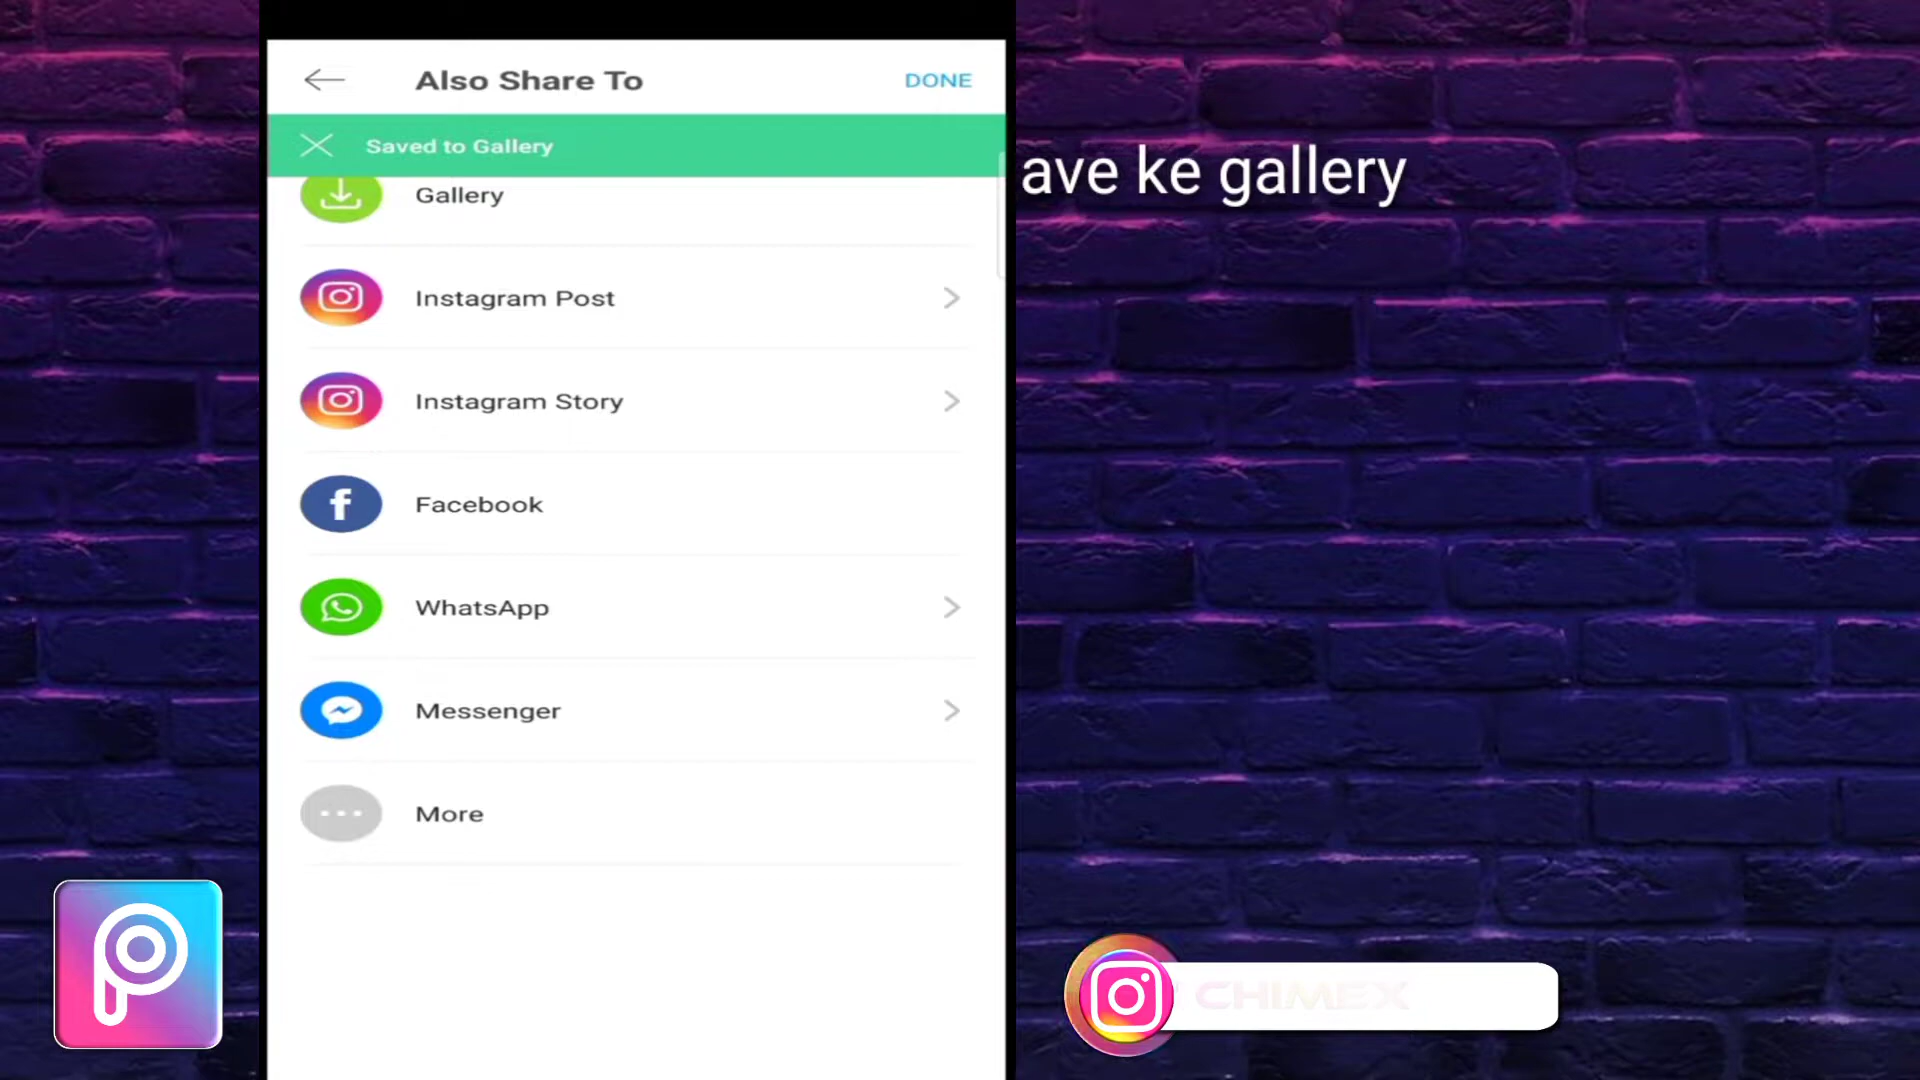 Also Share To
DONE
Saved to Gallery
ave ke gallery
Gallery
Instagram Post
Instagram Story
Facebook
WhatsApp
Messenger
More
CHIMEX